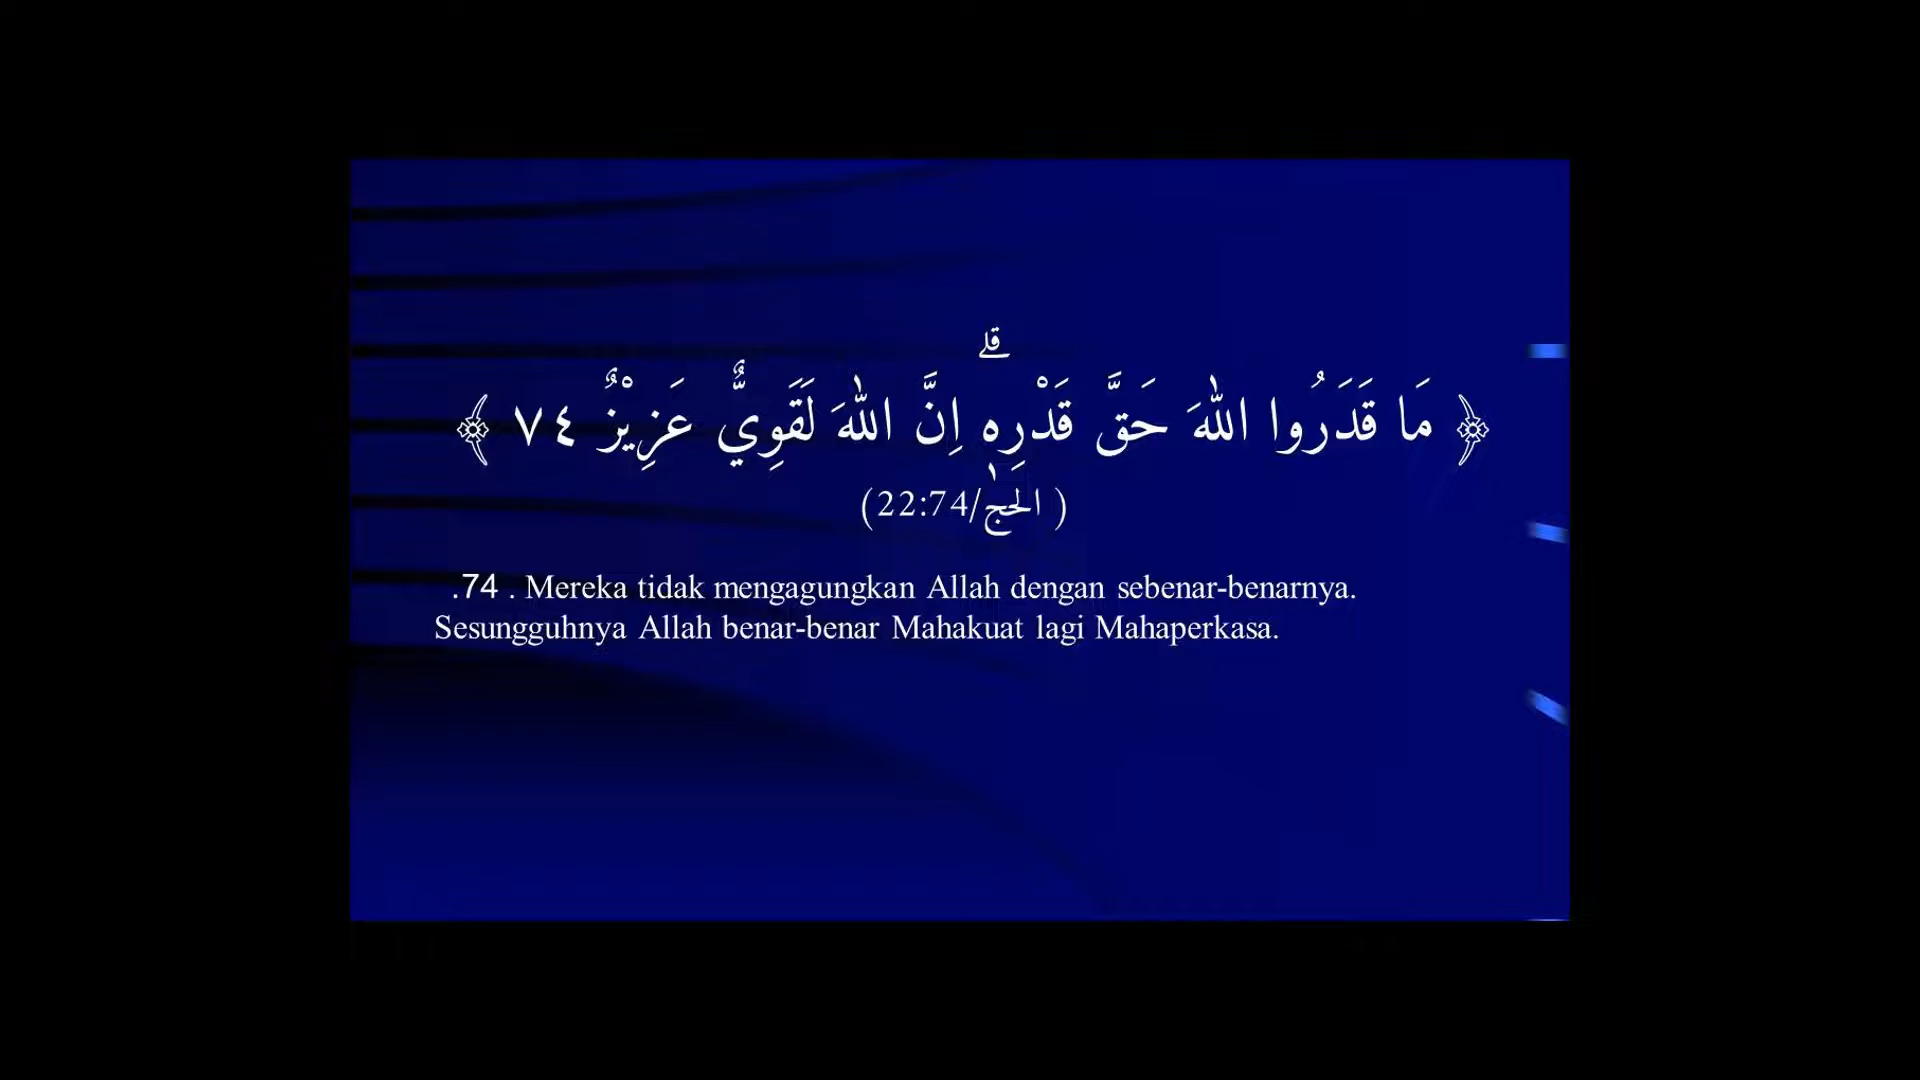 ﴿ مَا قَدَرُوا اللّٰهَ حَقَّ قَدْرِهٖۗ اِنَّ اللّٰهَ لَقَوِيٌّ عَزِيْزٌ ٧٤ ﴾
( الحج/22:74)
.74 . Mereka tidak mengagungkan Allah dengan sebenar-benarnya.
Sesungguhnya Allah benar-benar Mahakuat lagi Mahaperkasa.